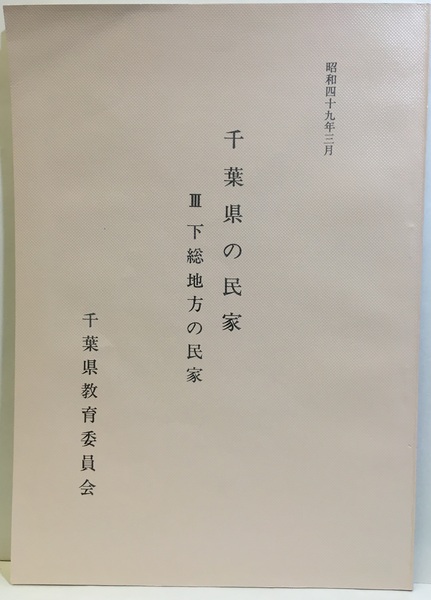 昭和四十九年三月
千葉県の民家
Ⅲ 下総地方の民家
千葉県教育委員会